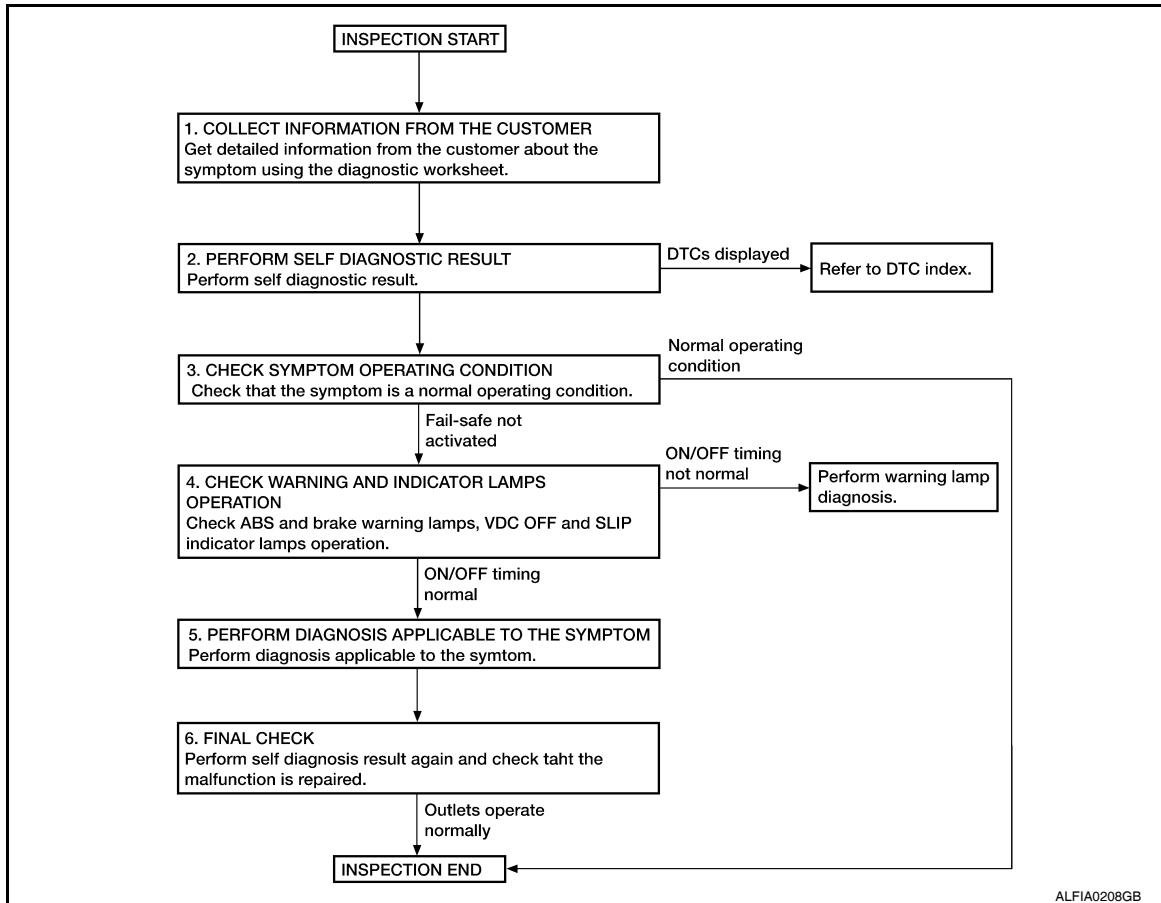 INSPECTION START
1. COLLECT INFORMATION FROM THE CUSTOMER
Get detailed information from the customer about the
symptom using the diagnostic worksheet.
2. PERFORM SELF DIAGNOSTIC RESULT
Perform self diagnostic result.
DTCs displayed
Refer to DTC index.
3. CHECK SYMPTOM OPERATING CONDITION
Check that the symptom is a normal operating condition.
Normal operating
condition
Fail-safe not
activated
4. CHECK WARNING AND INDICATOR LAMPS
OPERATION
Check ABS and brake warning lamps, VDC OFF and SLIP
indicator lamps operation.
ON/OFF timing
not normal
Perform warning lamp
diagnosis.
ON/OFF timing
normal
5. PERFORM DIAGNOSIS APPLICABLE TO THE SYMPTOM
Perform diagnosis applicable to the symtom.
6. FINAL CHECK
Perform self diagnosis result again and check taht the
malfunction is repaired.
Outlets operate
normally
INSPECTION END
ALFIA0208GB